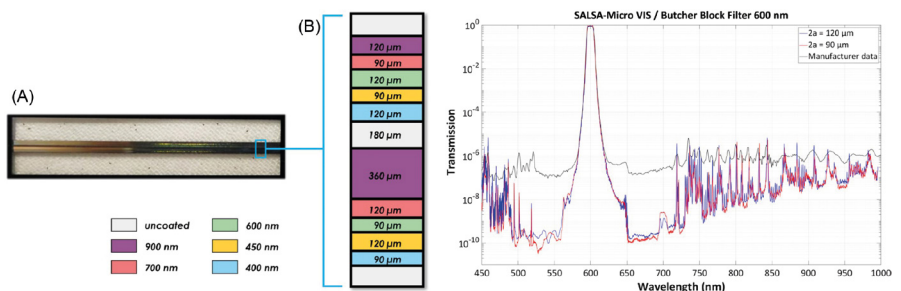 (A)
uncoated
900 nm
700 nm
600 nm
450 nm
400 nm
(B)
120 μm
90 μm
120 μm
90 μm
120 μm
180 μm
360 μm
120 μm
90 μm
120 μm
90 μm
SALSA-Micro VIS / Butcher Block Filter 600 nm
2a = 120 μm
2a = 90 μm
Manufacturer data
Transmission
10⁰
10⁻²
10⁻⁴
10⁻⁶
10⁻⁸
10⁻¹⁰
450 500 550 600 650 700 750 800 850 900 950 1000
Wavelength (nm)